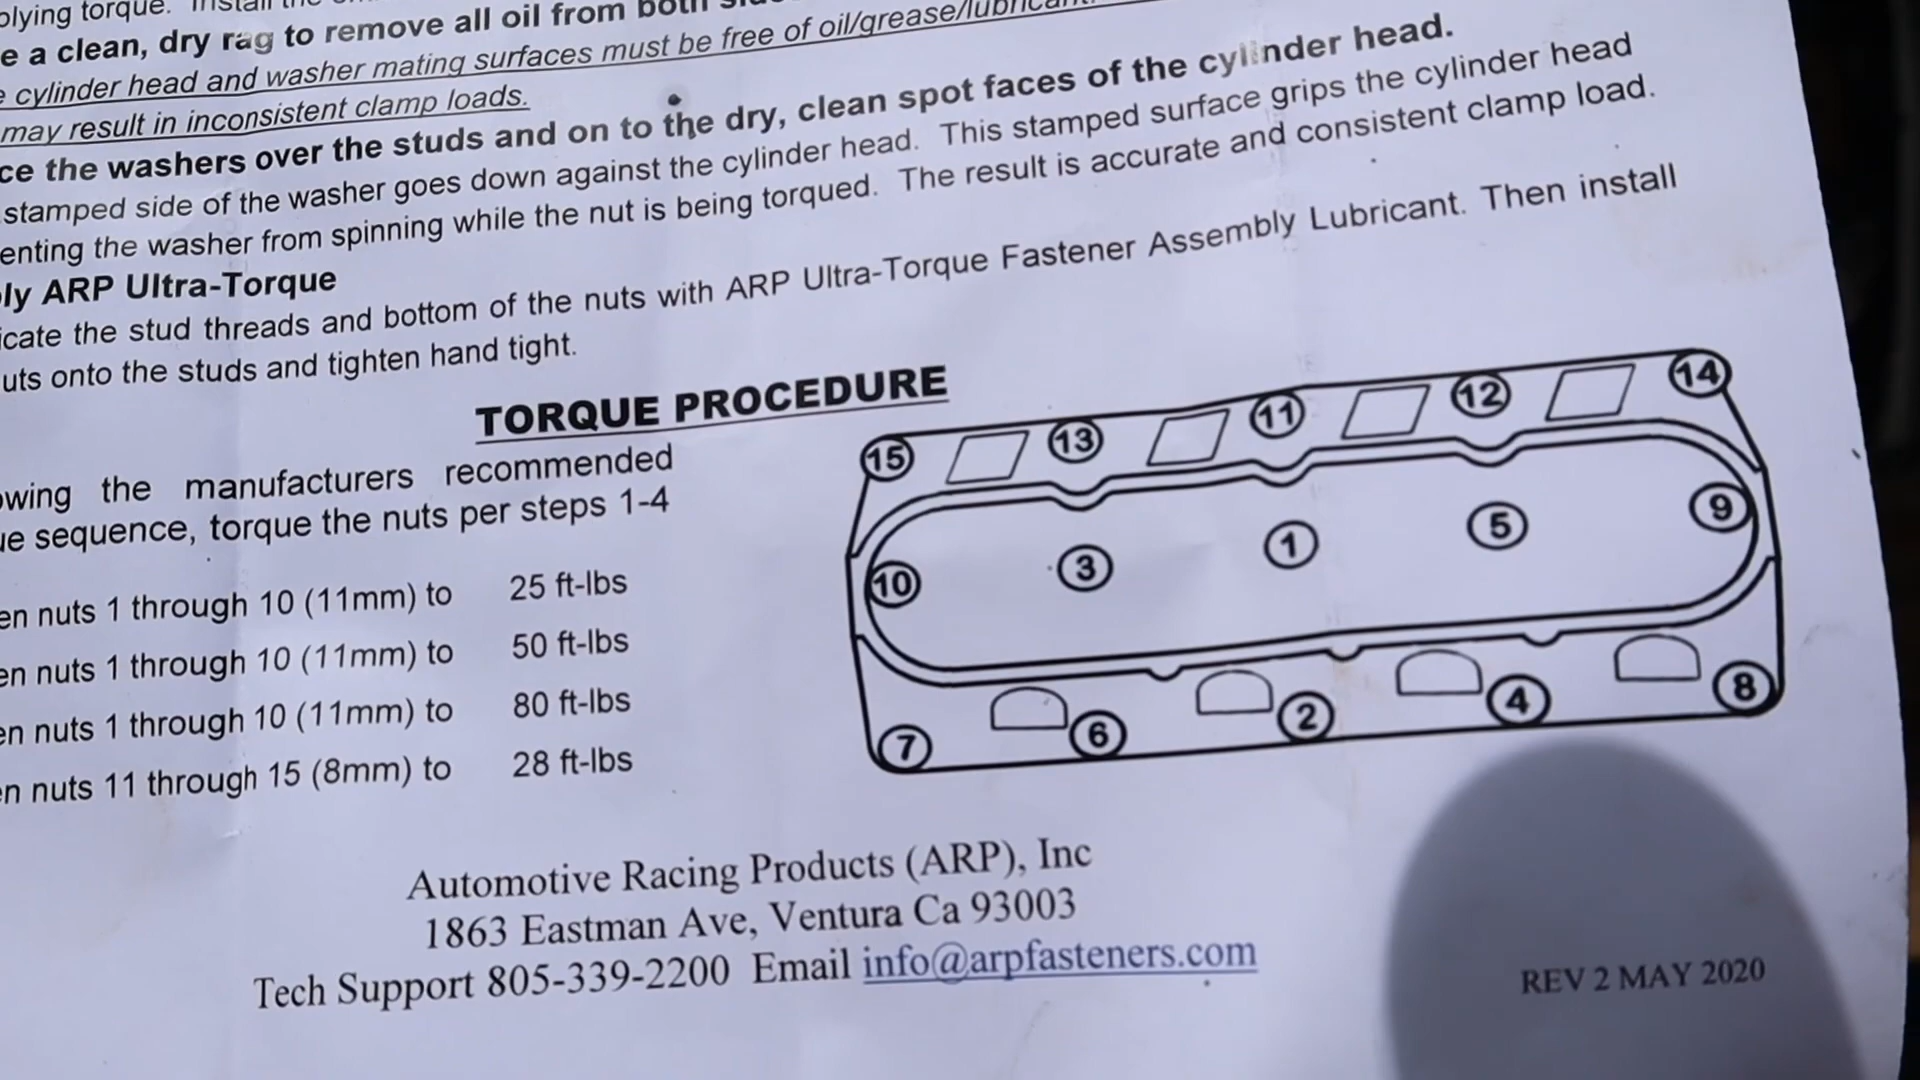 plying torque. Install the
e a clean, dry rag to remove all oil from both
e cylinder head and washer mating surfaces must be free of oil/grease/lubricant.
may result in inconsistent clamp loads.
ce the washers over the studs and on to the dry, clean spot faces of the cylinder head.
stamped side of the washer goes down against the cylinder head. This stamped surface grips the cylinder head
enting the washer from spinning while the nut is being torqued. The result is accurate and consistent clamp load.
ly ARP Ultra-Torque
icate the stud threads and bottom of the nuts with ARP Ultra-Torque Fastener Assembly Lubricant. Then install
uts onto the studs and tighten hand tight.
TORQUE PROCEDURE
owing the manufacturers recommended
ue sequence, torque the nuts per steps 1-4
en nuts 1 through 10 (11mm) to 25 ft-lbs
en nuts 1 through 10 (11mm) to 50 ft-lbs
en nuts 1 through 10 (11mm) to 80 ft-lbs
en nuts 11 through 15 (8mm) to 28 ft-lbs
15 13 11 12 14
10 3 1 5 9
7 6 2 4 8
Automotive Racing Products (ARP), Inc
1863 Eastman Ave, Ventura Ca 93003
Tech Support 805-339-2200 Email info@arpfasteners.com
REV 2 MAY 2020